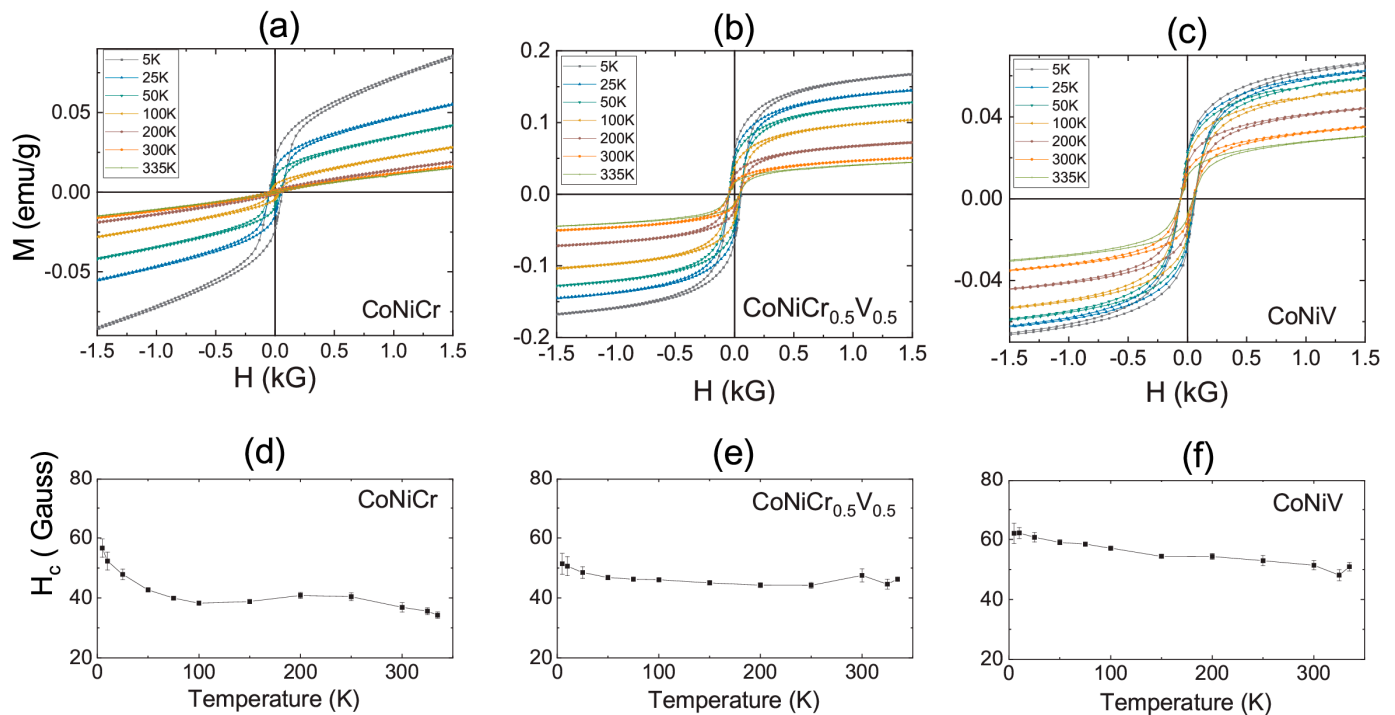 (a)
(b)
(c)
M (emu/g)
0.05
0.00
-0.05
5K
25K
50K
100K
200K
300K
335K
CoNiCr
-1.5 -1.0 -0.5 0.0 0.5 1.0 1.5
H (kG)
0.2
0.1
0.0
-0.1
-0.2
5K
25K
50K
100K
200K
300K
335K
CoNiCr0.5V0.5
-1.5 -1.0 -0.5 0.0 0.5 1.0 1.5
H (kG)
0.04
0.00
-0.04
5K
25K
50K
100K
200K
300K
335K
CoNiV
-1.5 -1.0 -0.5 0.0 0.5 1.0 1.5
H (kG)
(d)
(e)
(f)
Hc ( Gauss)
80
60
40
20
CoNiCr
0 100 200 300
Temperature (K)
80
60
40
20
CoNiCr0.5V0.5
0 100 200 300
Temperature (K)
80
60
40
20
CoNiV
0 100 200 300
Temperature (K)